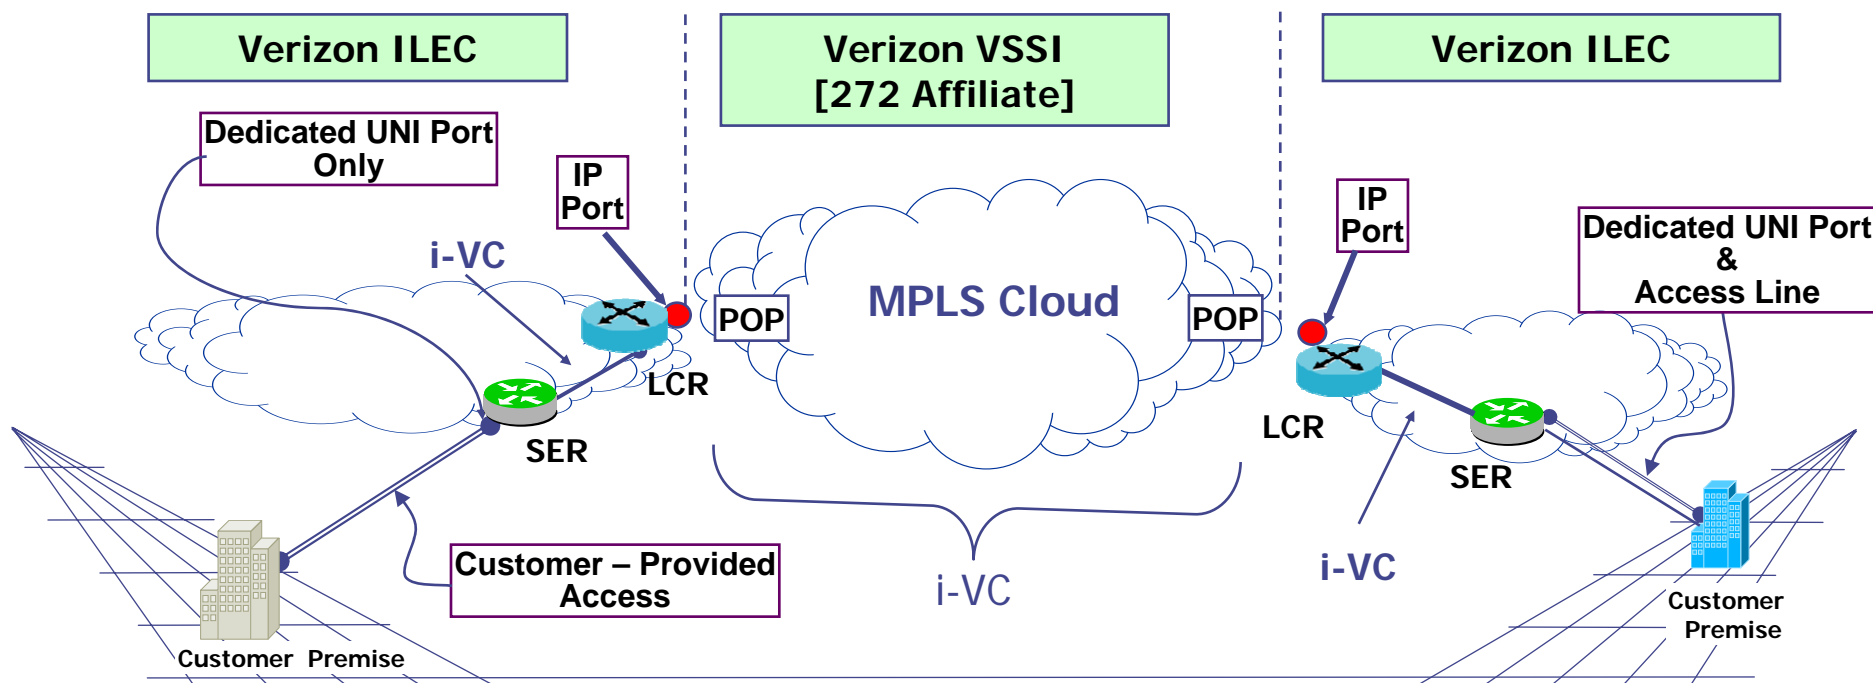 Verizon ILEC
Verizon VSSI
[272 Affiliate]
Verizon ILEC
Dedicated UNI Port
Only
IP
Port
i-VC
POP
LCR
SER
MPLS Cloud
POP
IP
Port
Dedicated UNI Port
&
Access Line
LCR
SER
i-VC
Customer – Provided
Access
i-VC
Customer Premise
Customer
Premise